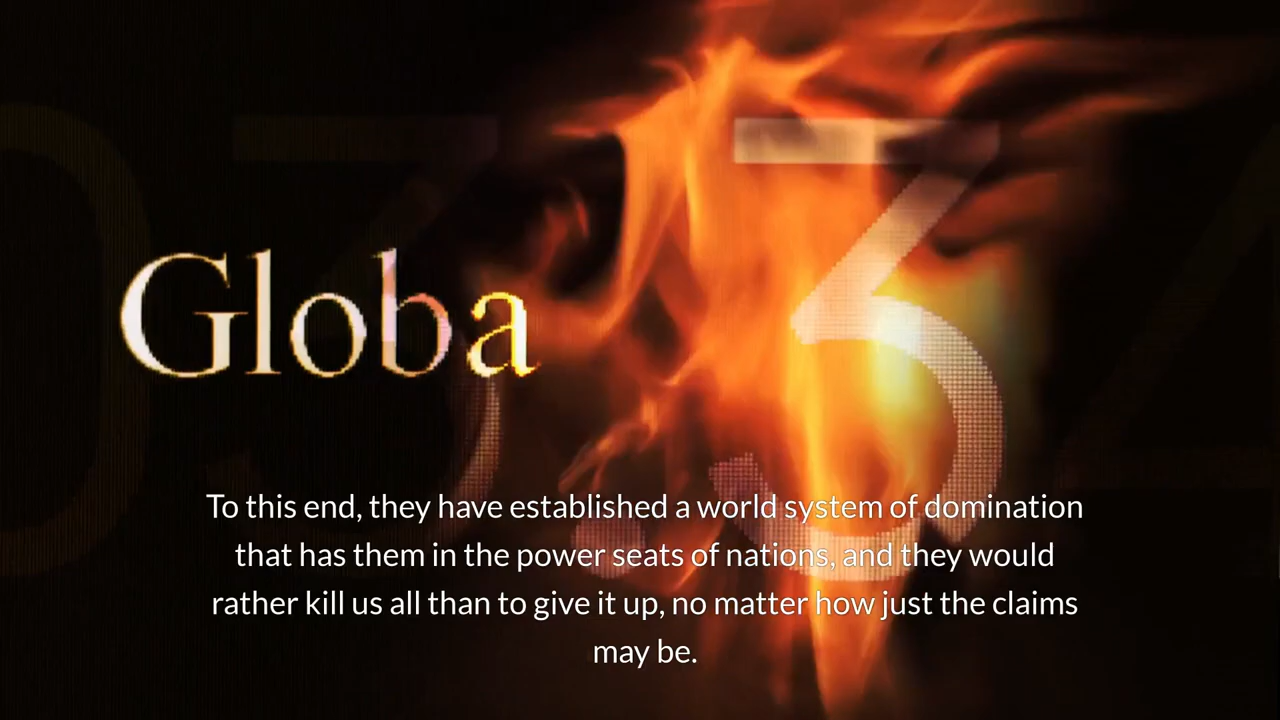 Globa
3
To this end, they have established a world system of domination
that has them in the power seats of nations, and they would
rather kill us all than to give it up, no matter how just the claims
may be.